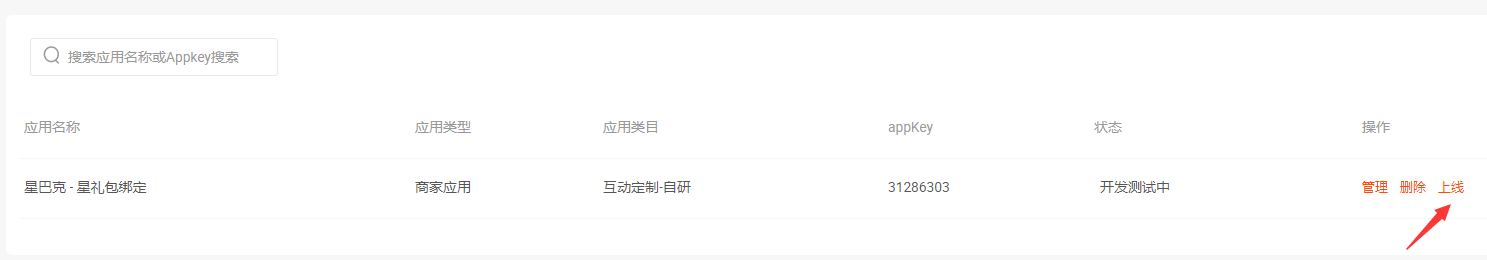 搜索应用名称或Appkey搜索
应用名称 应用类型 应用类目 appKey 状态 操作
星巴克 - 星礼包绑定 商家应用 互动定制-自研 31286303 开发测试中 管理 删除 上线